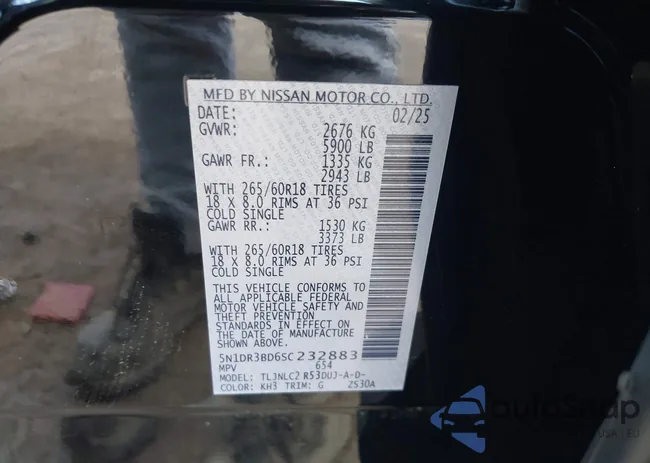 MFD BY NISSAN MOTOR CO., LTD.
DATE: 02/25
GVWR: 2676 KG
5900 LB
GAWR FR.: 1335 KG
2943 LB
WITH 265/60R18 TIRES
18 X 8.0 RIMS AT 36 PSI
COLD SINGLE
GAWR RR.: 1530 KG
3373 LB
WITH 265/60R18 TIRES
18 X 8.0 RIMS AT 36 PSI
COLD SINGLE
THIS VEHICLE CONFORMS TO
ALL APPLICABLE FEDERAL
MOTOR VEHICLE SAFETY AND
THEFT PREVENTION
STANDARDS IN EFFECT ON
THE DATE OF MANUFACTURE
SHOWN ABOVE.
5N1DR3BD6SC232883
MPV 654
MODEL: TLJNLC2 R53DUJ-A-D-
COLOR: KH3 TRIM: G ZS30A
AutoSnap